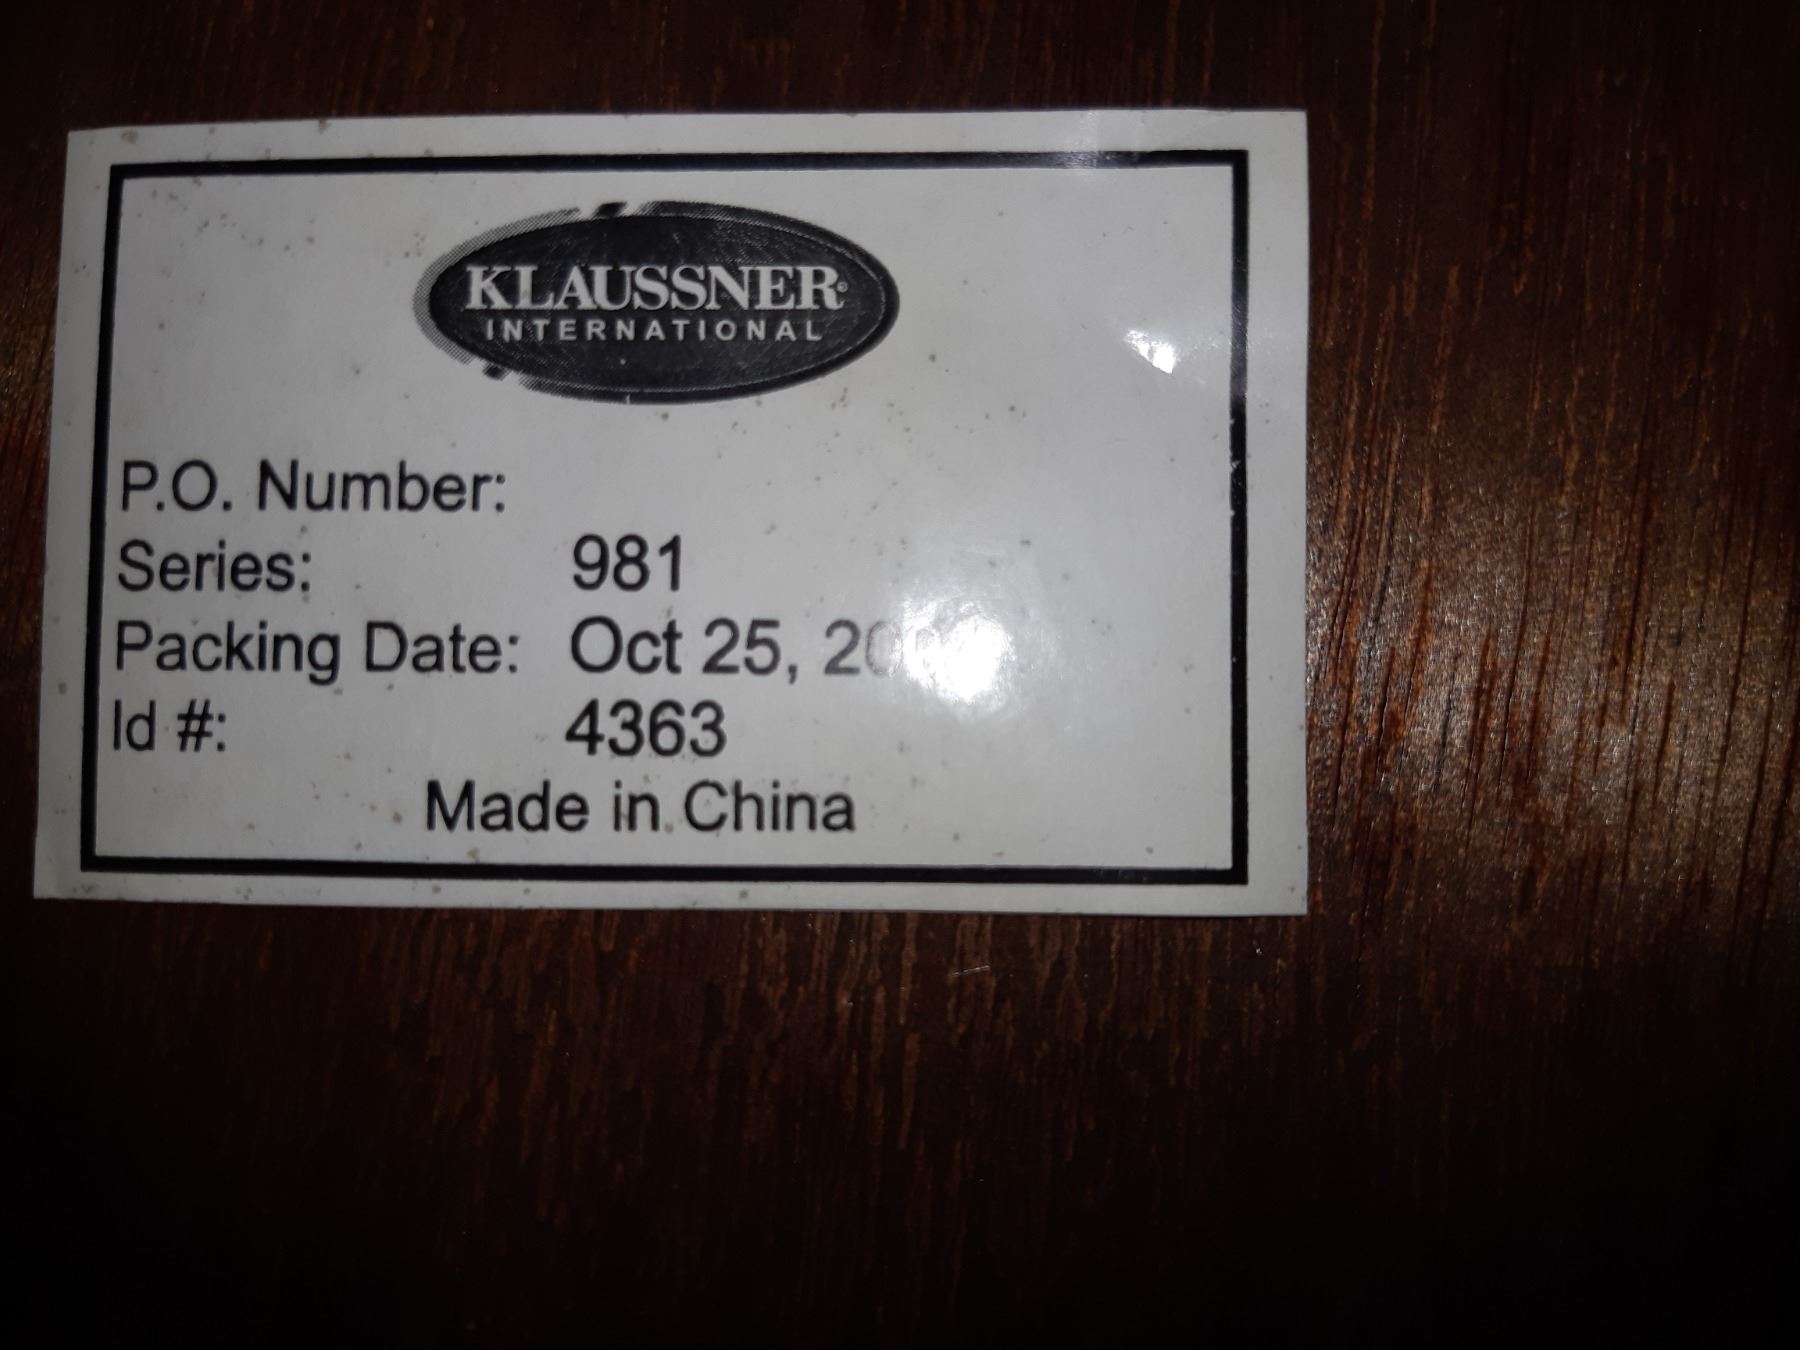 KLAUSSNER®
INTERNATIONAL
P.O. Number:
Series: 981
Packing Date: Oct 25,
Id #: 4363
Made in China